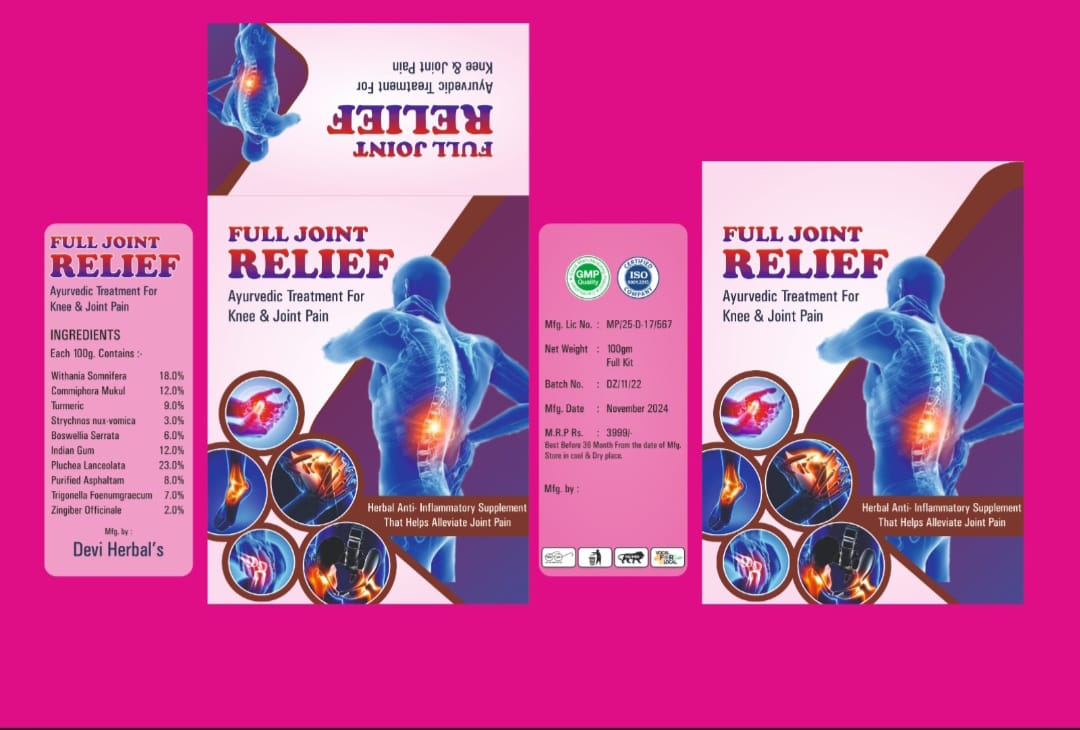 Knee & Joint Pain
Ayurvedic Treatment For
RELIEF
FULL JOINT
FULL JOINT
RELIEF
Ayurvedic Treatment For
Knee & Joint Pain
INGREDIENTS
Each 100g. Contains :-
Withania Somnifera 18.0%
Commiphora Mukul 12.0%
Turmeric 9.0%
Strychnos nux-vomica 3.0%
Boswellia Serrata 6.0%
Indian Gum 12.0%
Pluchea Lanceolata 23.0%
Purified Asphaltam 8.0%
Trigonella Foenumgraecum 7.0%
Zingiber Officinale 2.0%
Mfg. by :
Devi Herbal's
FULL JOINT
RELIEF
Ayurvedic Treatment For
Knee & Joint Pain
Herbal Anti- Inflammatory Supplement
That Helps Alleviate Joint Pain
GMP
Quality
CERTIFIED
ISO
COMPANY
Mfg. Lic No. : MP/25-D-17/567
Net Weight : 100gm
Full Kit
Batch No. : DZ/11/22
Mfg. Date : November 2024
M.R.P Rs. : 3999/-
Best Before 36 Month From the date of Mfg.
Store in cool & Dry place.
Mfg. by :
VOCAL
FOR
LOCAL
FULL JOINT
RELIEF
Ayurvedic Treatment For
Knee & Joint Pain
Herbal Anti- Inflammatory Supplement
That Helps Alleviate Joint Pain